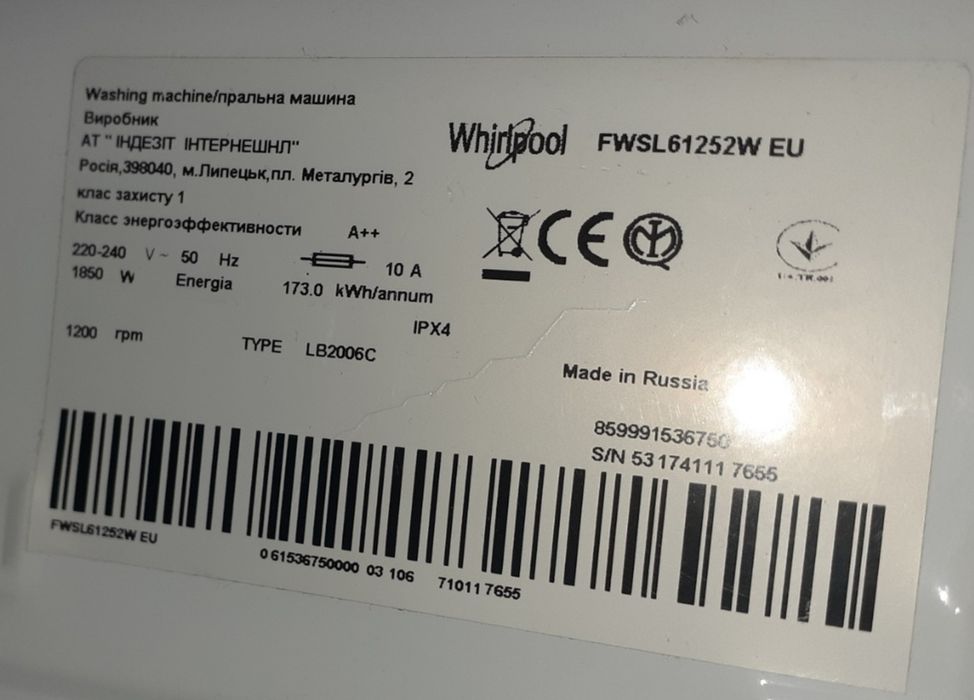 Washing machine/пральна машина
Виробник
АТ " ІНДЕЗІТ ІНТЕРНЕШНЛ"
Росія,398040, м.Липецьк,пл. Металургів, 2
клас захисту 1
Класс энергоэффективности A++
220-240 V ~ 50 Hz 10 A
1850 W Energia 173.0 kWh/annum
IPX4
1200 rpm TYPE LB2006C
Whirlpool FWSL61252W EU
CE
Made in Russia
859991536750
S/N 53 174111 7655
FWSL61252W EU
0 61536750000 03 106 71011 7655